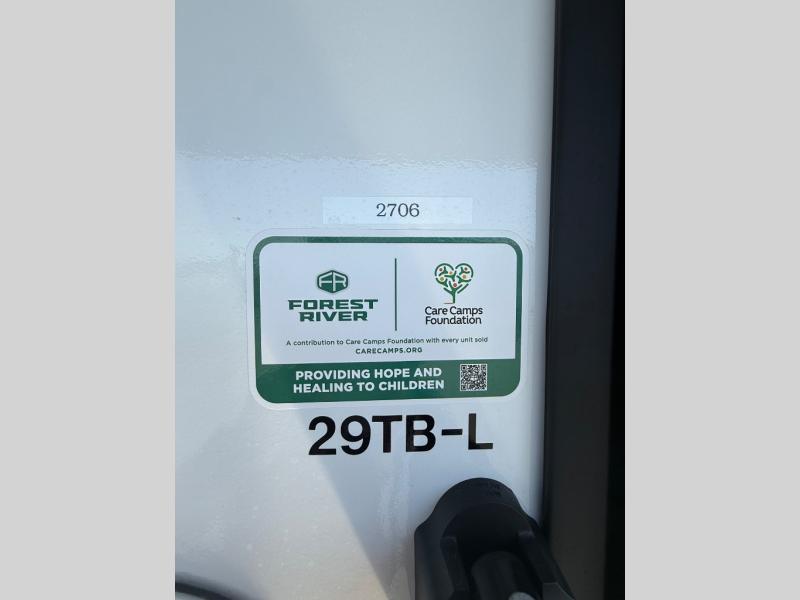 2706
FR
FOREST
RIVER
Care Camps
Foundation
A contribution to Care Camps Foundation with every unit sold
CARECAMPS.ORG
PROVIDING HOPE AND
HEALING TO CHILDREN
29TB-L